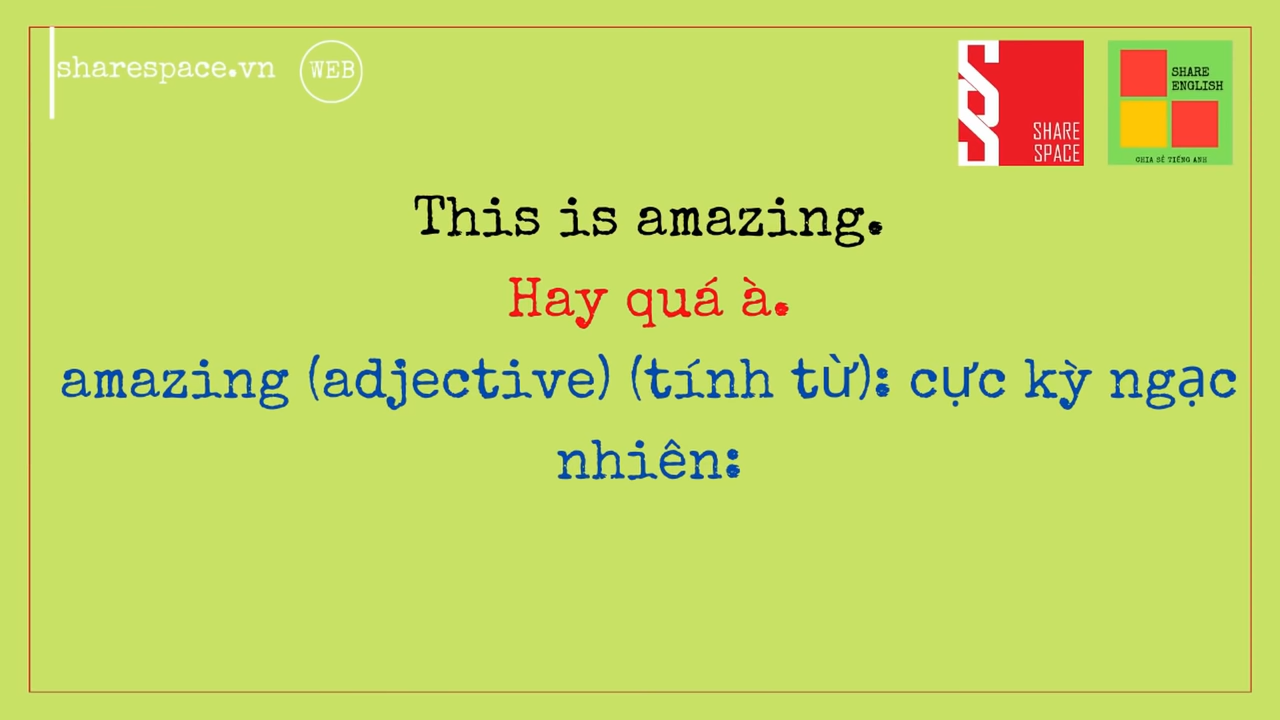 sharespace.vn WEB
SHARE
SPACE
SHARE
ENGLISH
CHIA SẺ TIẾNG ANH
This is amazing.
Hay quá à.
amazing (adjective) (tính từ): cực kỳ ngạc
nhiên: